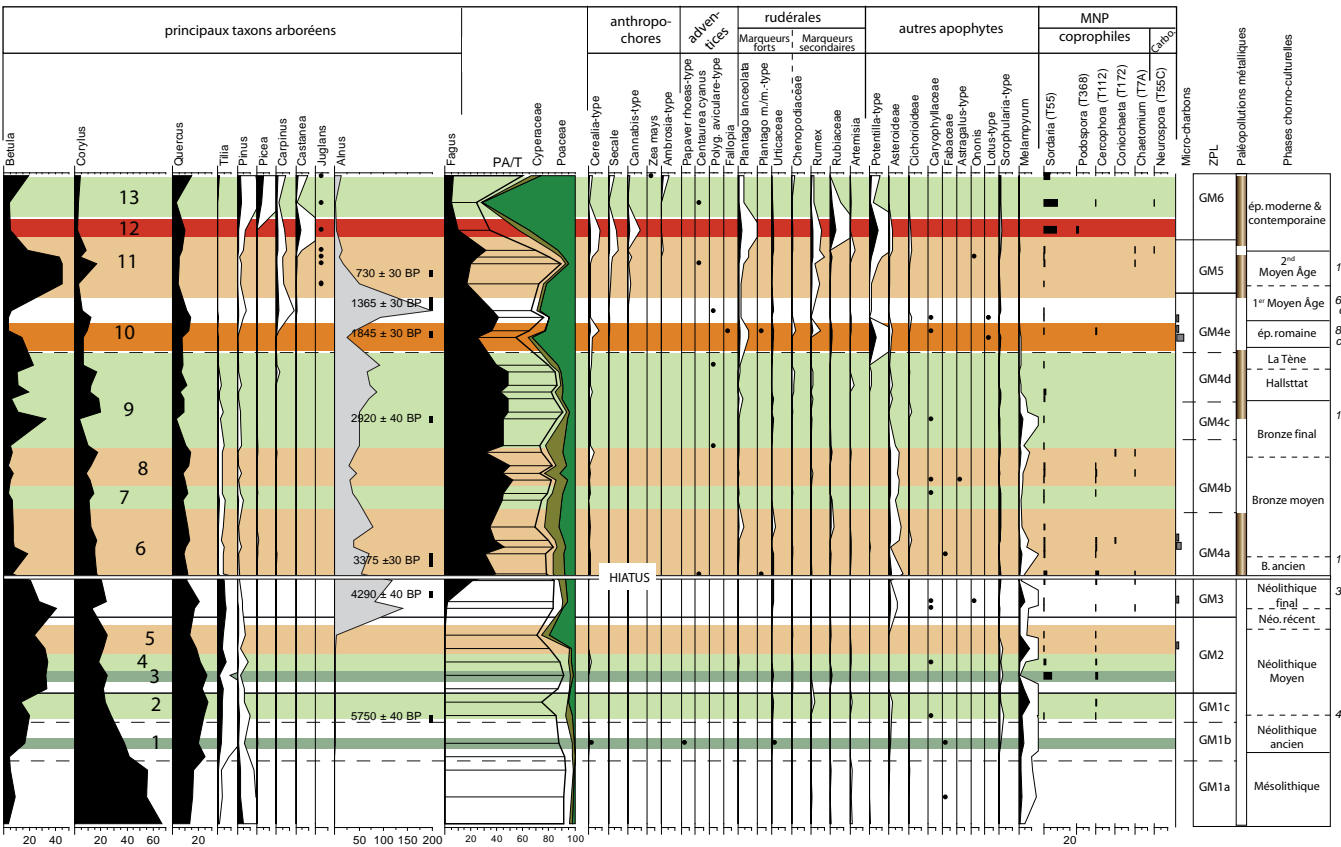 principaux taxons arboréens
anthropo-
chores
adven-
tices
rudérales
Marqueurs
forts
Marqueurs
secondaires
autres apophytes
MNP
coprophiles
Carbo.
Betula
Corylus
Quercus
Tilia
Pinus
Picea
Carpinus
Castanea
Juglans
Alnus
Fagus
PA/T
Cyperaceae
Poaceae
Cerealia-type
Secale
Cannabis-type
Zea mays
Ambrosia-type
Papaver rhoeas-type
Centaurea cyanus
Polyg. aviculare-type
Fallopia
Plantago lanceolata
Plantago m./m.-type
Urticaceae
Chenopodiaceae
Rumex
Rubiaceae
Artemisia
Potentilla-type
Asteroideae
Cichorioideae
Caryophyllaceae
Fabaceae
Astragalus-type
Ononis
Lotus-type
Scrophularia-type
Melampyrum
Sordaria (T55)
Podospora (T368)
Cercophora (T112)
Coniochaeta (T172)
Chaetomium (T7A)
Neurospora (T55C)
Micro-charbons
ZPL
Paléopollutions métalliques
Phases chorno-culturelles
13
12
11
10
9
8
7
6
5
4
3
2
1
730 ± 30 BP
1365 ± 30 BP
1845 ± 30 BP
2920 ± 40 BP
3375 ±30 BP
4290 ± 40 BP
5750 ± 40 BP
HIATUS
GM6
GM5
GM4e
GM4d
GM4c
GM4b
GM4a
GM3
GM2
GM1c
GM1b
GM1a
ép. moderne &
contemporaine
2nd
Moyen Âge
1er Moyen Âge
ép. romaine
La Tène
Hallsttat
Bronze final
Bronze moyen
B. ancien
Néolithique
final
Néo. récent
Néolithique
Moyen
Néolithique
ancien
Mésolithique
20 40
20 40 60
20
50 100 150 200
20 40 60 80 100
20